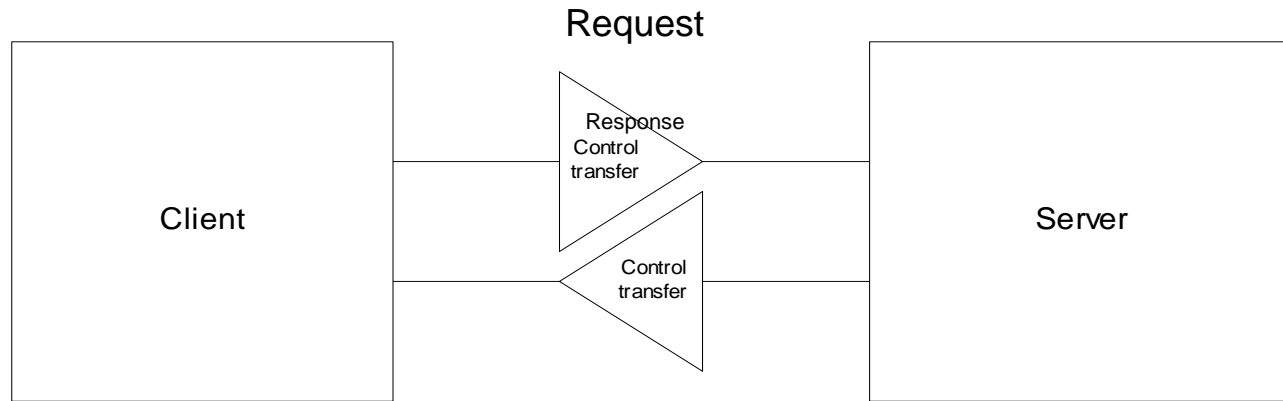 Request
Response
Control
transfer
Client
Server
Control
transfer